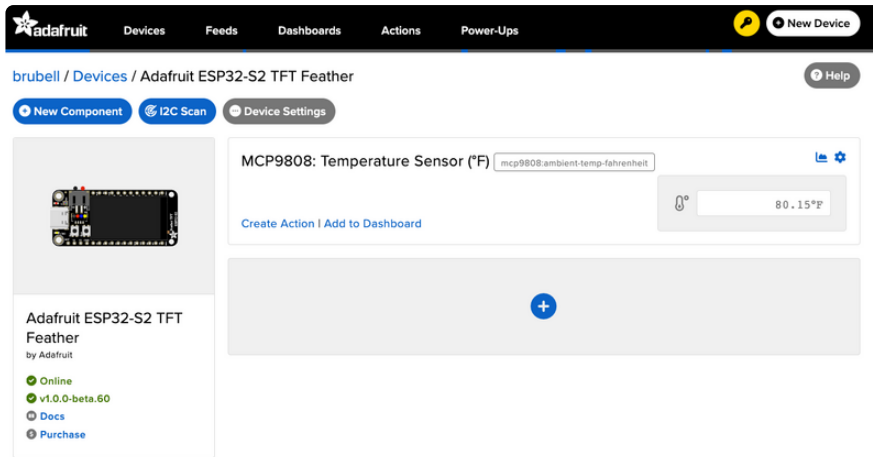 adafruit Devices Feeds Dashboards Actions Power-Ups New Device
brubell / Devices / Adafruit ESP32-S2 TFT Feather Help
New Component I2C Scan Device Settings
MCP9808: Temperature Sensor (°F) mcp9808:ambient-temp-fahrenheit
80.15°F
Create Action | Add to Dashboard
Adafruit ESP32-S2 TFT
Feather
by Adafruit
Online
v1.0.0-beta.60
Docs
Purchase